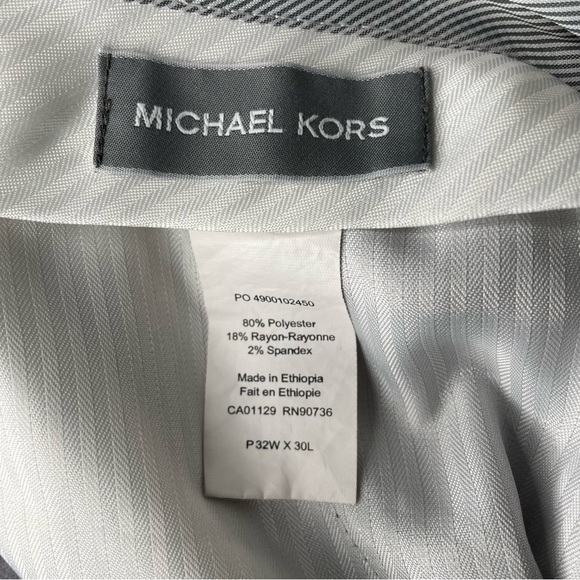 MICHAEL KORS
PO 4900102450
80% Polyester
18% Rayon-Rayonne
2% Spandex
Made in Ethiopia
Fait en Ethiopie
CA01129 RN90736
P 32W X 30L